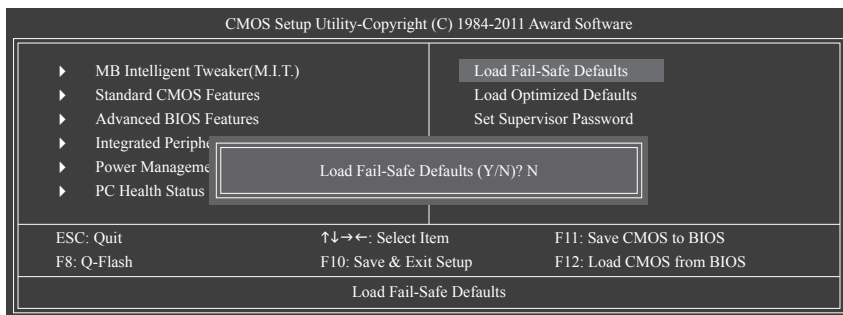 CMOS Setup Utility-Copyright (C) 1984-2011 Award Software
MB Intelligent Tweaker(M.I.T.)
Standard CMOS Features
Advanced BIOS Features
Integrated Periphe
Power Manageme
PC Health Status
Load Fail-Safe Defaults
Load Optimized Defaults
Set Supervisor Password
Load Fail-Safe Defaults (Y/N)? N
ESC: Quit ↑↓→←: Select Item F11: Save CMOS to BIOS
F8: Q-Flash F10: Save & Exit Setup F12: Load CMOS from BIOS
Load Fail-Safe Defaults